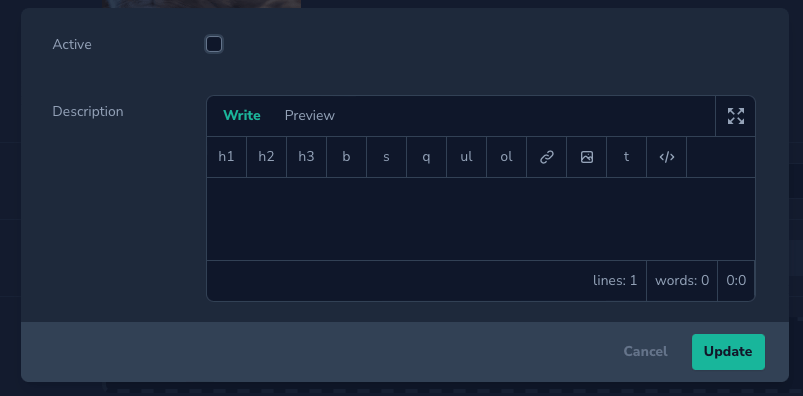 Active
Description
Write Preview
h1 h2 h3 b s q ul ol t </>
lines: 1 words: 0 0:0
Cancel Update